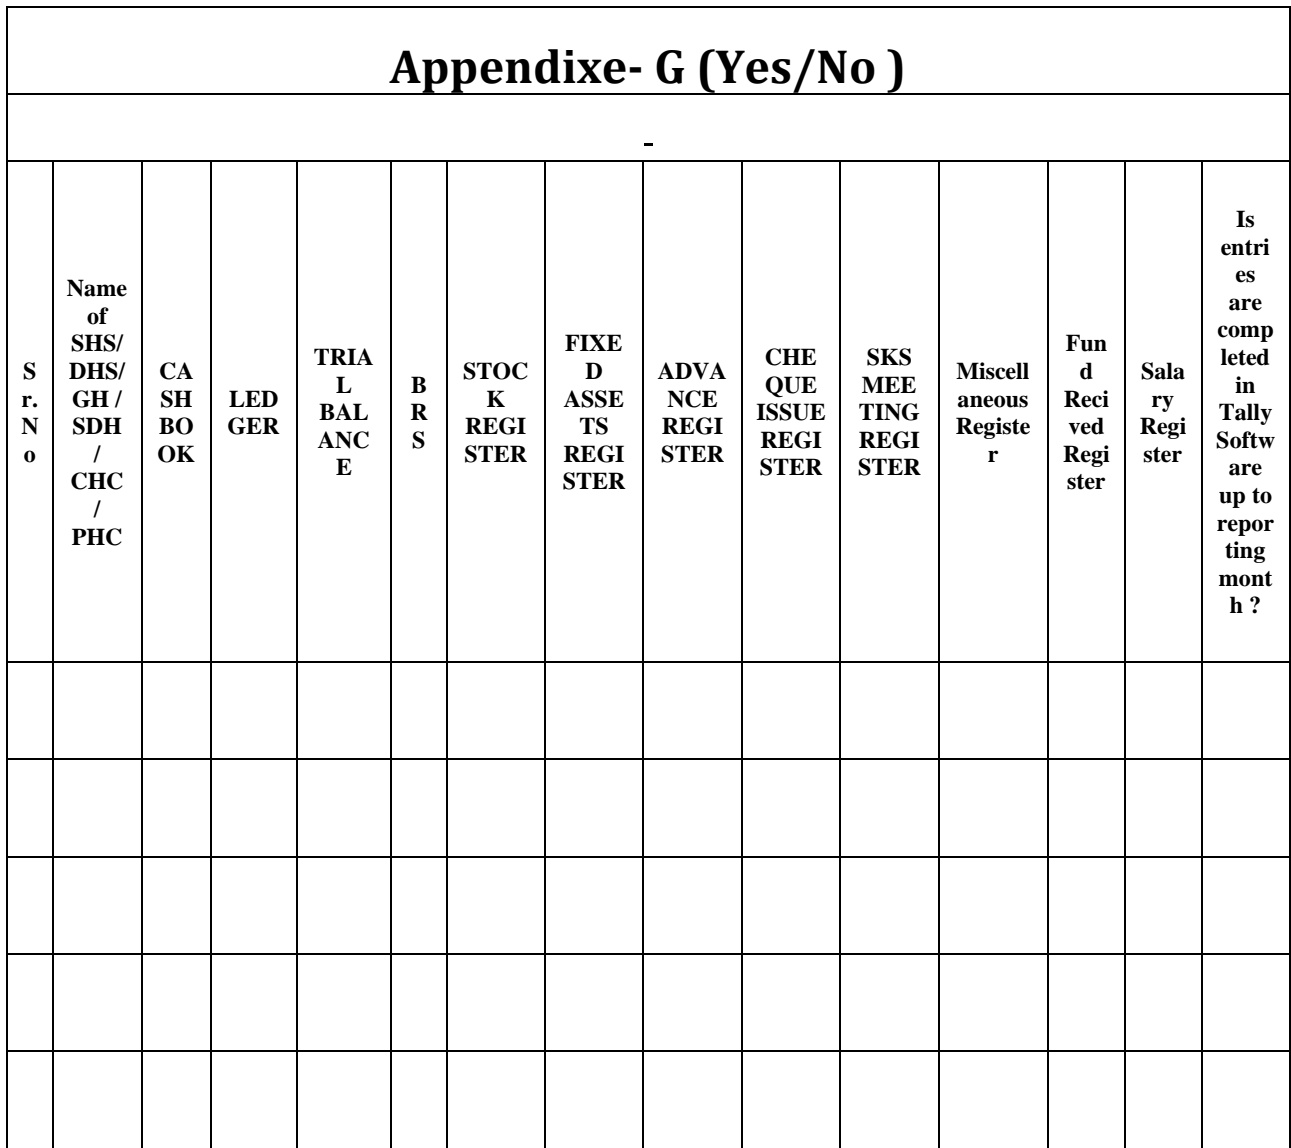 Appendixe- G (Yes/No )
-
S
r.
N
o
Name
of
SHS/
DHS/
GH /
SDH
/
CHC
/
PHC
CA
SH
BO
OK
LED
GER
TRIA
L
BAL
ANC
E
B
R
S
STOC
K
REGI
STER
FIXE
D
ASSE
TS
REGI
STER
ADVA
NCE
REGI
STER
CHE
QUE
ISSUE
REGI
STER
SKS
MEE
TING
REGI
STER
Miscell
aneous
Registe
r
Fun
d
Reci
ved
Regi
ster
Sala
ry
Regi
ster
Is
entri
es
are
comp
leted
in
Tally
Softw
are
up to
repor
ting
mont
h ?